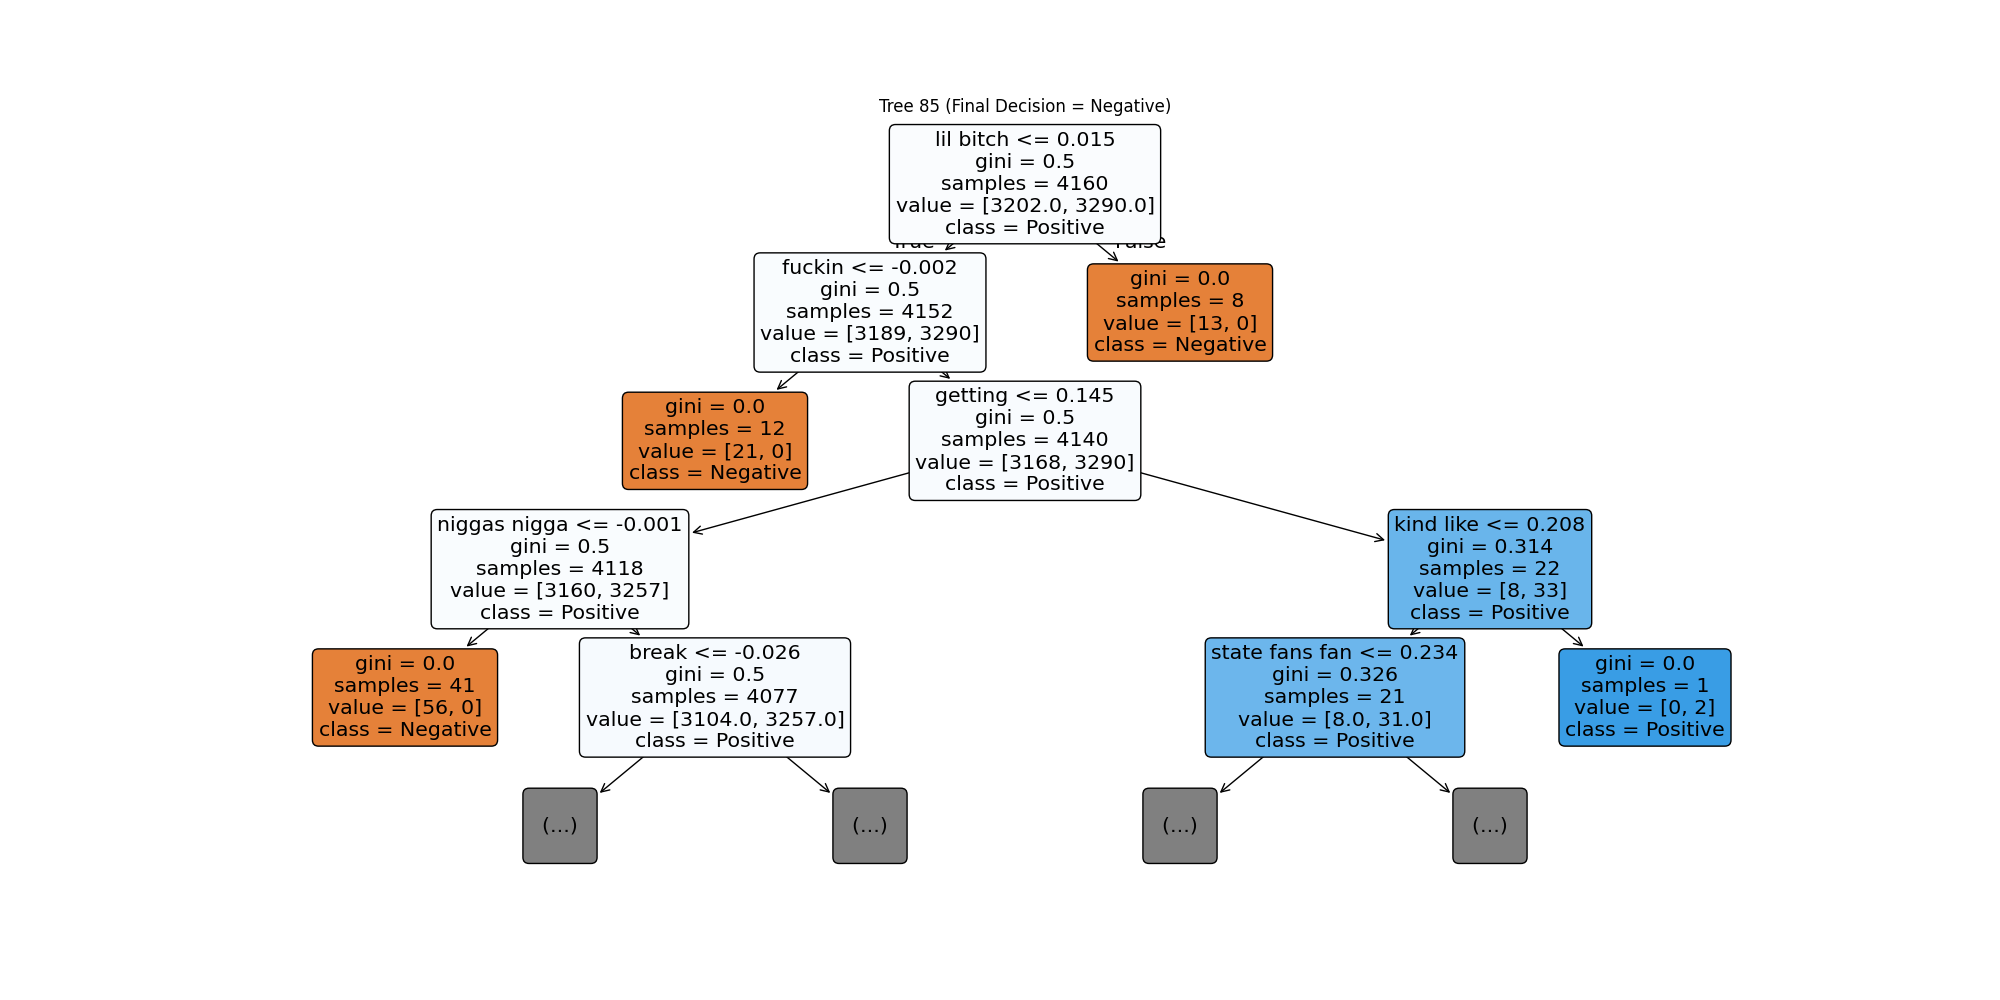 Tree 85 (Final Decision = Negative)
lil bitch <= 0.015
gini = 0.5
samples = 4160
value = [3202.0, 3290.0]
class = Positive
fuckin <= -0.002
gini = 0.5
samples = 4152
value = [3189, 3290]
class = Positive
gini = 0.0
samples = 8
value = [13, 0]
class = Negative
gini = 0.0
samples = 12
value = [21, 0]
class = Negative
getting <= 0.145
gini = 0.5
samples = 4140
value = [3168, 3290]
class = Positive
niggas nigga <= -0.001
gini = 0.5
samples = 4118
value = [3160, 3257]
class = Positive
kind like <= 0.208
gini = 0.314
samples = 22
value = [8, 33]
class = Positive
gini = 0.0
samples = 41
value = [56, 0]
class = Negative
break <= -0.026
gini = 0.5
samples = 4077
value = [3104.0, 3257.0]
class = Positive
state fans fan <= 0.234
gini = 0.326
samples = 21
value = [8.0, 31.0]
class = Positive
gini = 0.0
samples = 1
value = [0, 2]
class = Positive
(...)
(...)
(...)
(...)